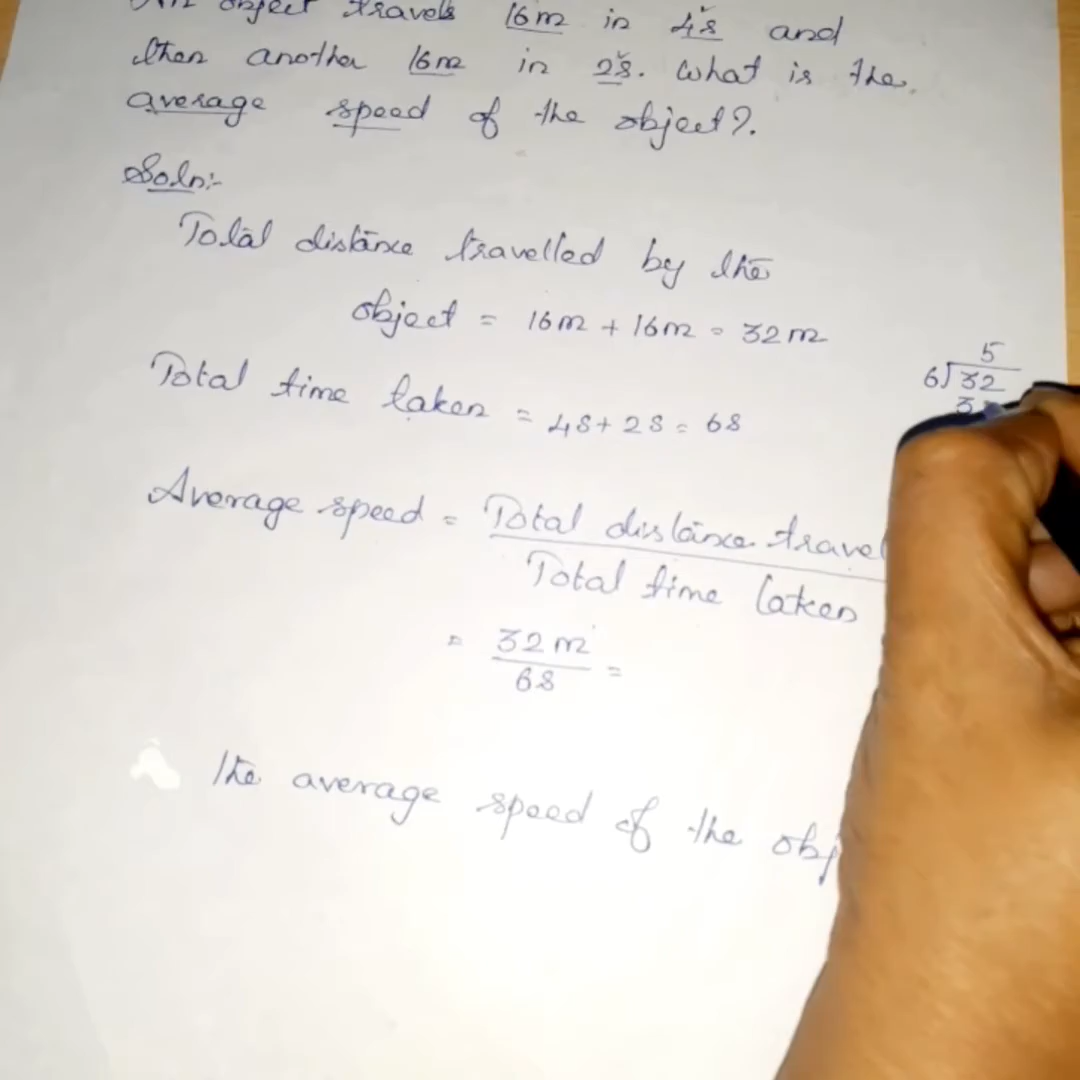 An object travels 16m in 4s and
then another 16m in 2s. What is the
average speed of the object?.
Soln:-
Total distance travelled by the
object = 16m + 16m = 32m
Total time taken = 4s + 2s = 6s
5
6)32
Average speed = Total distance travel
Total time taken
= 32m
6s =
The average speed of the obj